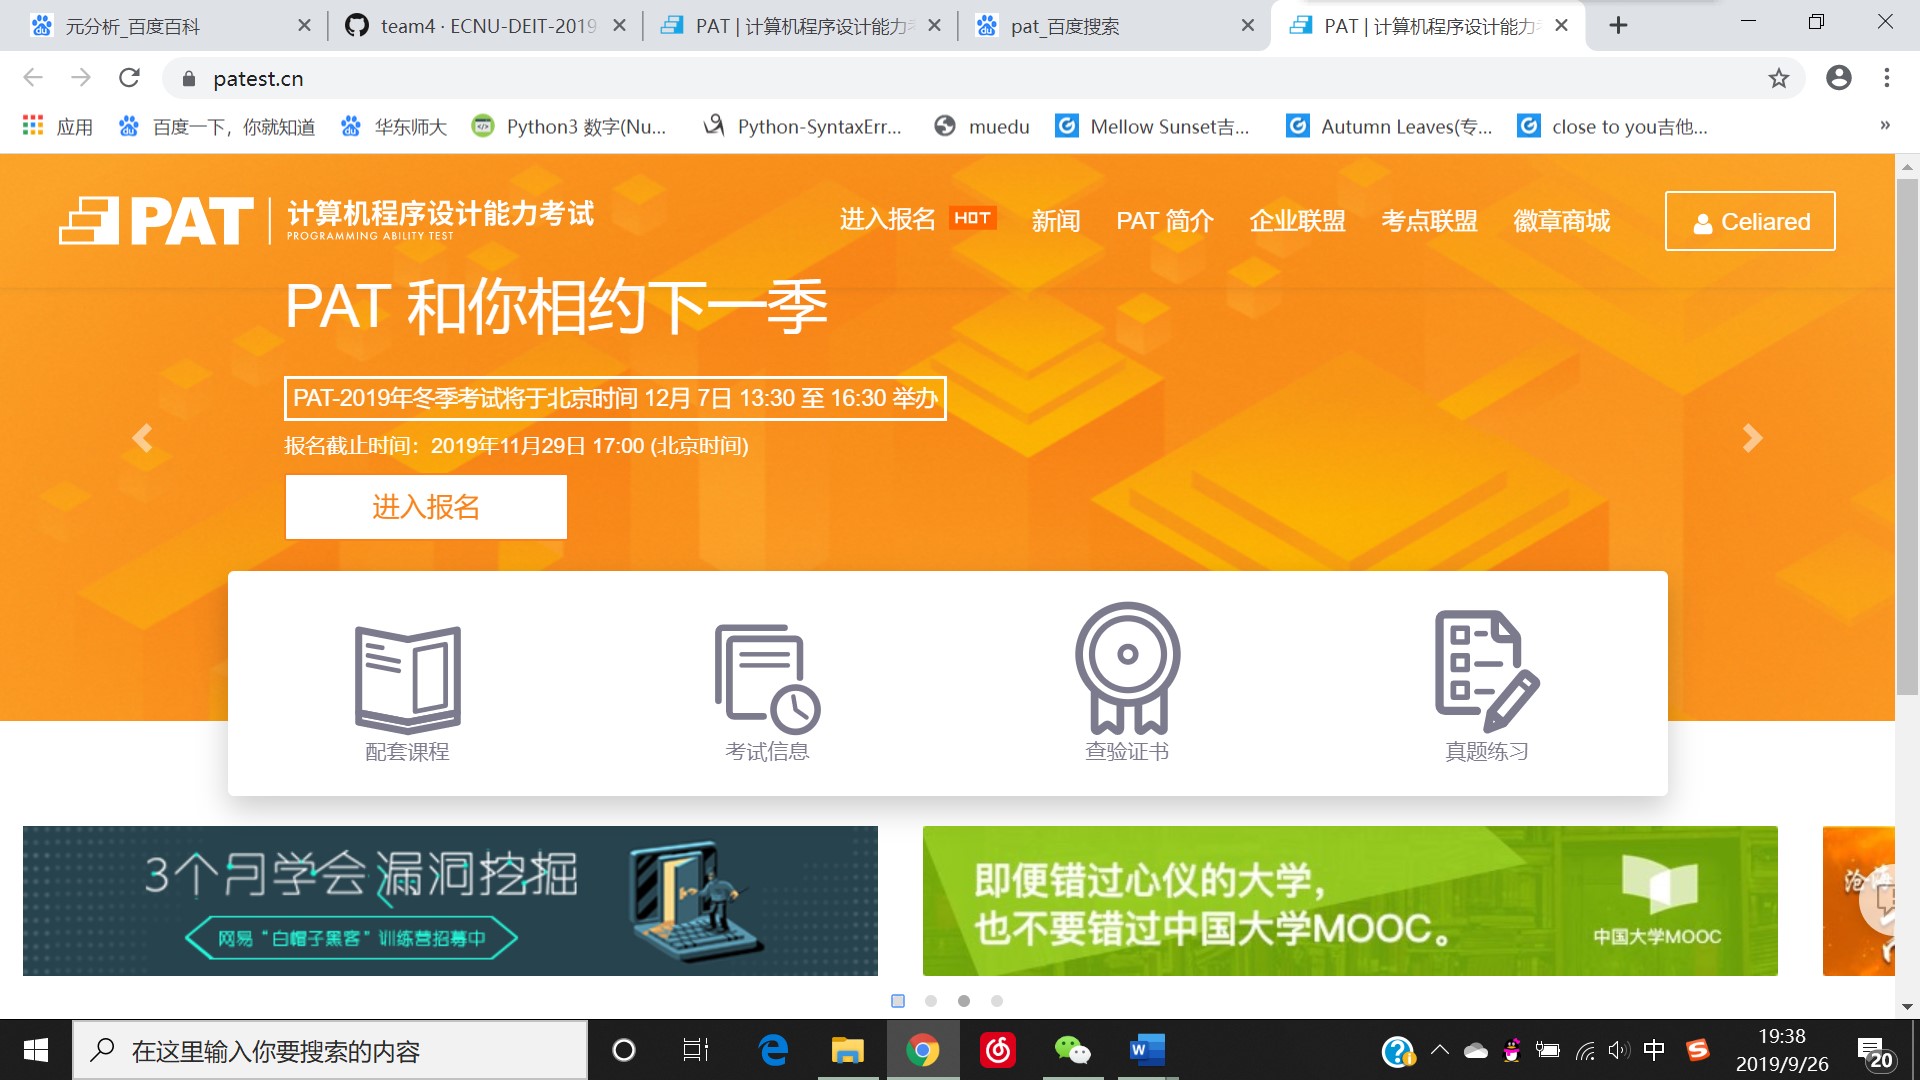 元分析_百度百科
team4 · ECNU-DEIT-2019
PAT | 计算机程序设计能力考
pat_百度搜索
PAT | 计算机程序设计能力
patest.cn
应用
百度一下，你就知道
华东师大
Python3 数字(Nu...
Python-SyntaxErr...
muedu
Mellow Sunset吉...
Autumn Leaves(专...
close to you吉他...
»
PAT
计算机程序设计能力考试
PROGRAMMING ABILITY TEST
进入报名 HOT
新闻
PAT 简介
企业联盟
考点联盟
徽章商城
Celiared
PAT 和你相约下一季
PAT-2019年冬季考试将于北京时间 12月 7日 13:30 至 16:30 举办
报名截止时间：2019年11月29日 17:00 (北京时间)
进入报名
配套课程
考试信息
查验证书
真题练习
3个月学会漏洞挖掘
网易“白帽子黑客”训练营招募中
即便错过心仪的大学，
也不要错过中国大学MOOC。
中国大学MOOC
沧海
在这里输入你要搜索的内容
中
19:38
2019/9/26
20